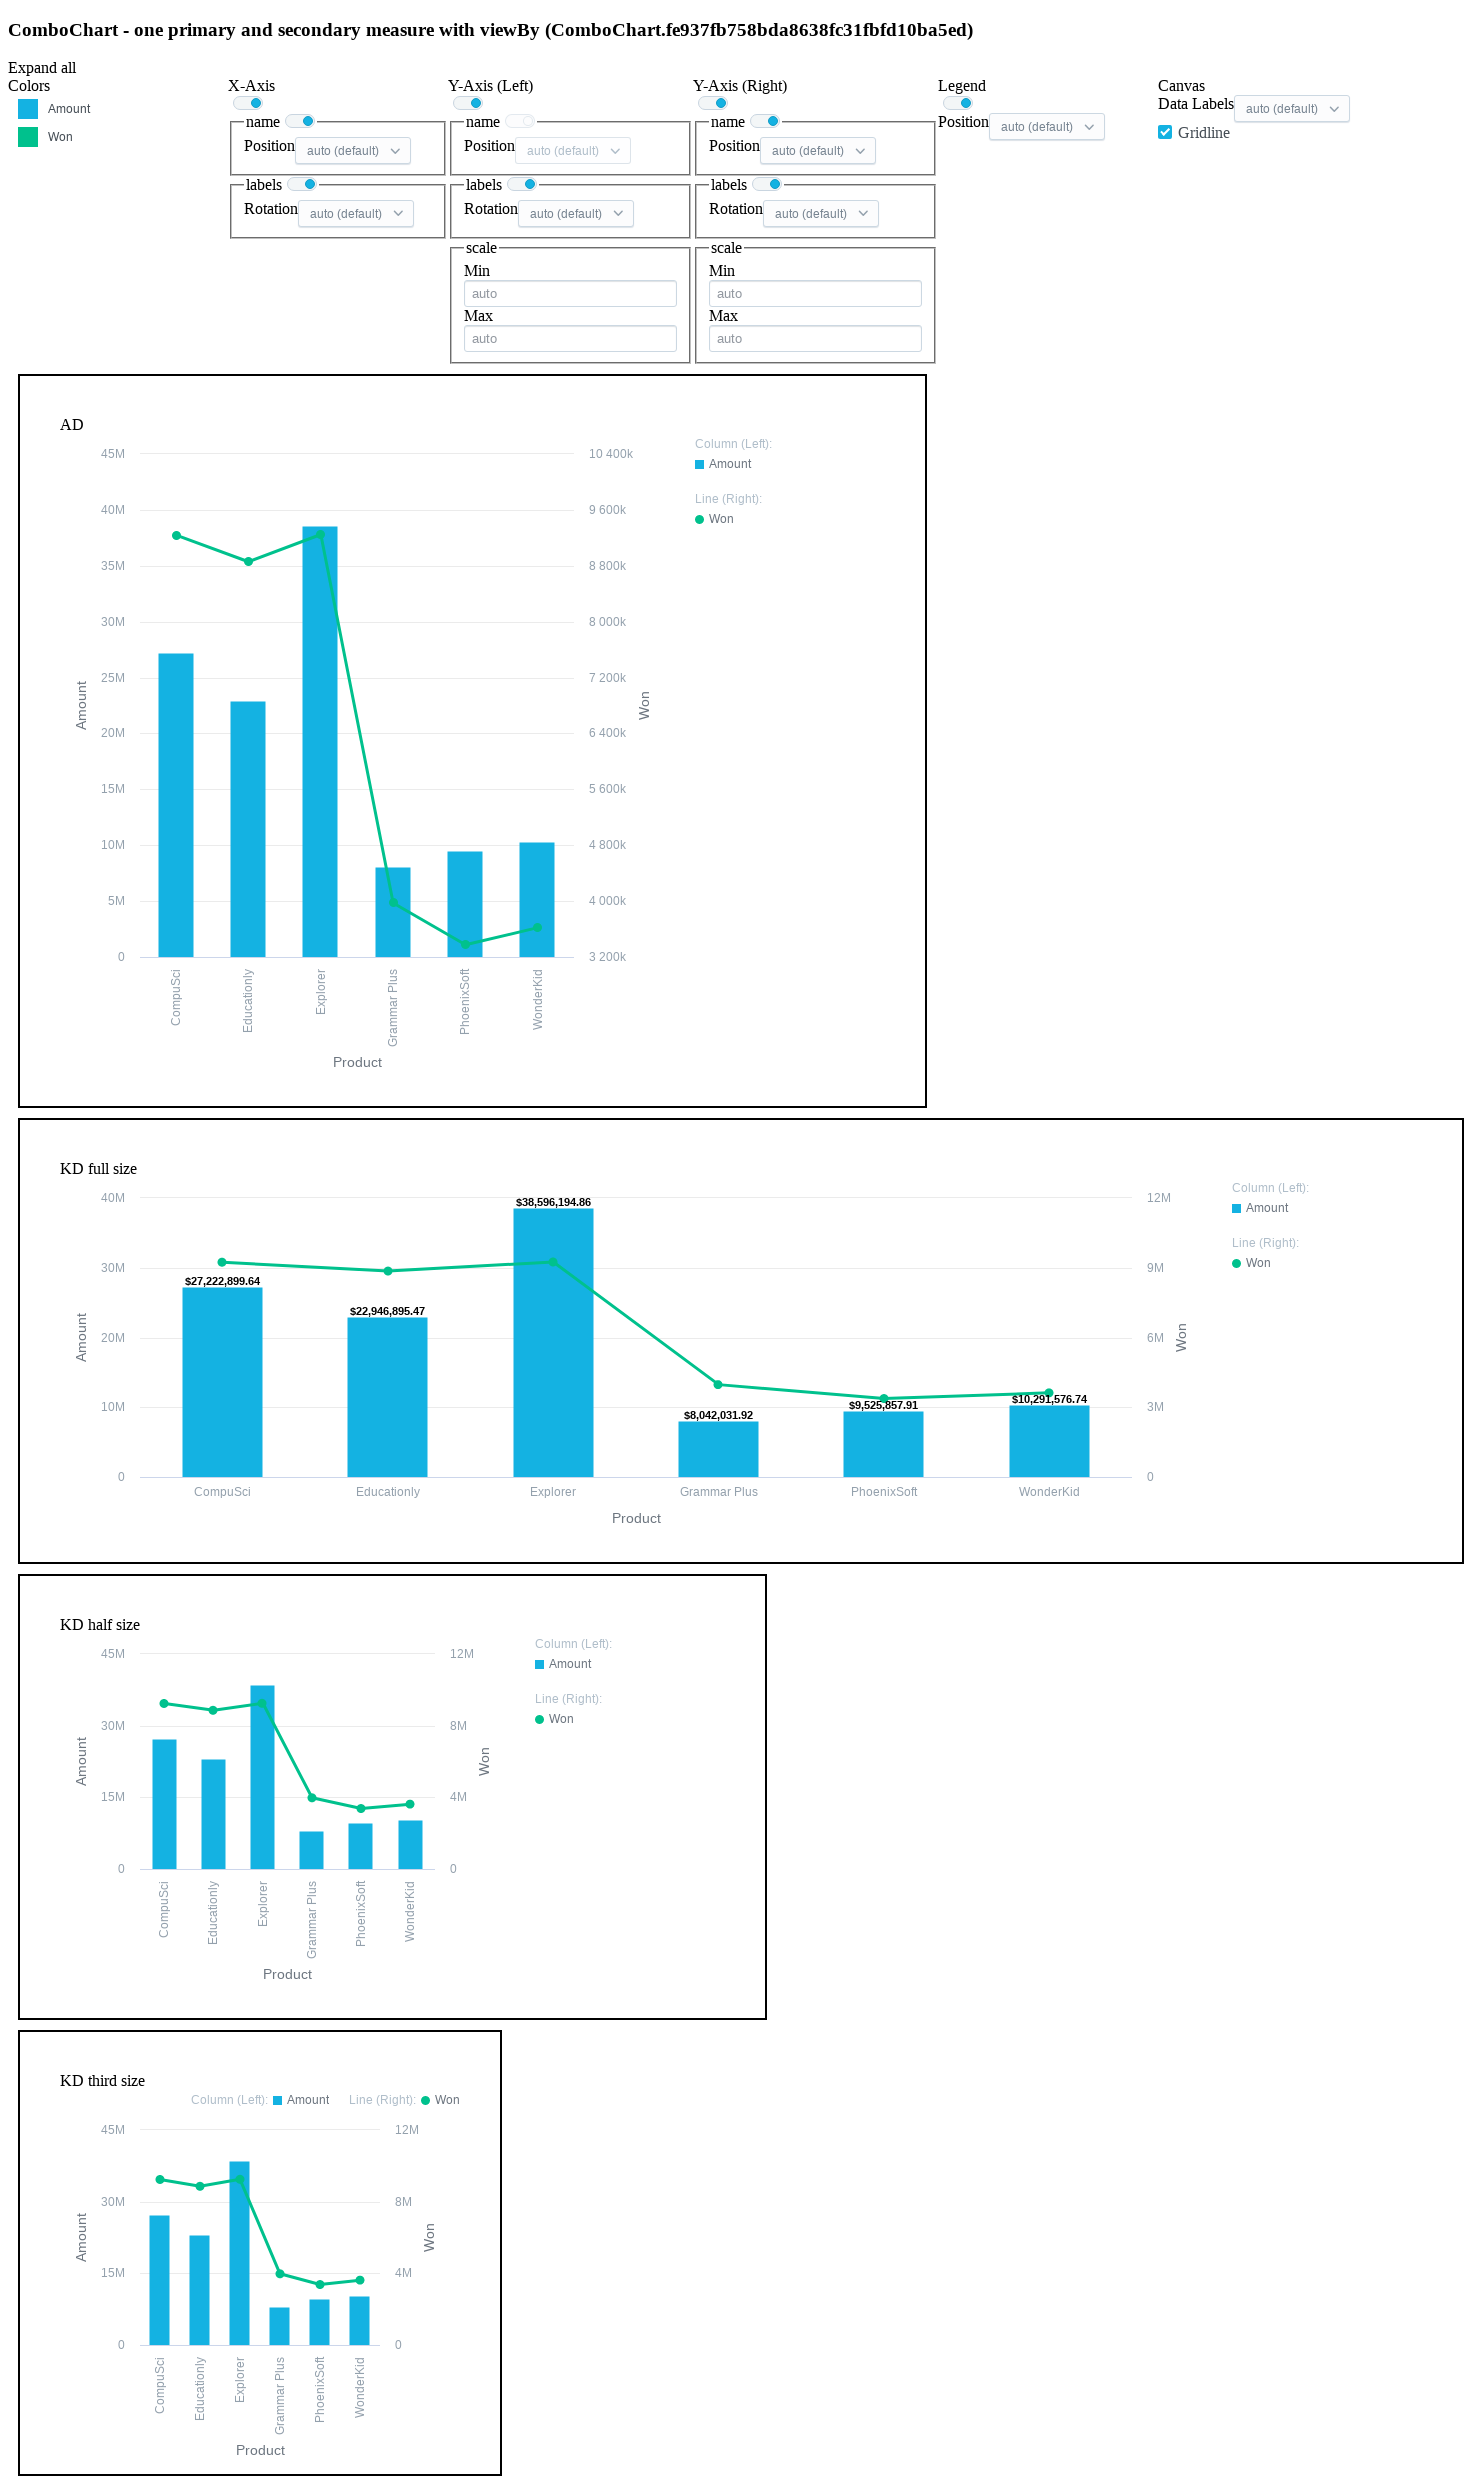 ComboChart - one primary and secondary measure with viewBy (ComboChart.fe937fb758bda8638fc31fbfd10ba5ed)
Expand all
Colors
Amount
Won
X-Axis
name
Position auto (default)
labels
Rotation auto (default)
Y-Axis (Left)
name
Position auto (default)
labels
Rotation auto (default)
scale
Min
auto
Max
auto
Y-Axis (Right)
name
Position auto (default)
labels
Rotation auto (default)
scale
Min
auto
Max
auto
Legend
Position auto (default)
Canvas
Data Labels auto (default)
Gridline
AD
45M
40M
35M
30M
25M
20M
15M
10M
5M
0
Amount
10 400k
9 600k
8 800k
8 000k
7 200k
6 400k
5 600k
4 800k
4 000k
3 200k
Won
CompuSci
Educationly
Explorer
Grammar Plus
PhoenixSoft
WonderKid
Product
Column (Left):
Amount
Line (Right):
Won
KD full size
40M
30M
20M
10M
0
Amount
$27,222,899.64
$22,946,895.47
$38,596,194.86
$8,042,031.92
$9,525,857.91
$10,291,576.74
12M
9M
6M
3M
0
Won
CompuSci
Educationly
Explorer
Grammar Plus
PhoenixSoft
WonderKid
Product
Column (Left):
Amount
Line (Right):
Won
KD half size
45M
30M
15M
0
Amount
12M
8M
4M
0
Won
CompuSci
Educationly
Explorer
Grammar Plus
PhoenixSoft
WonderKid
Product
Column (Left):
Amount
Line (Right):
Won
KD third size
Column (Left): Amount Line (Right): Won
45M
30M
15M
0
Amount
12M
8M
4M
0
Won
CompuSci
Educationly
Explorer
Grammar Plus
PhoenixSoft
WonderKid
Product